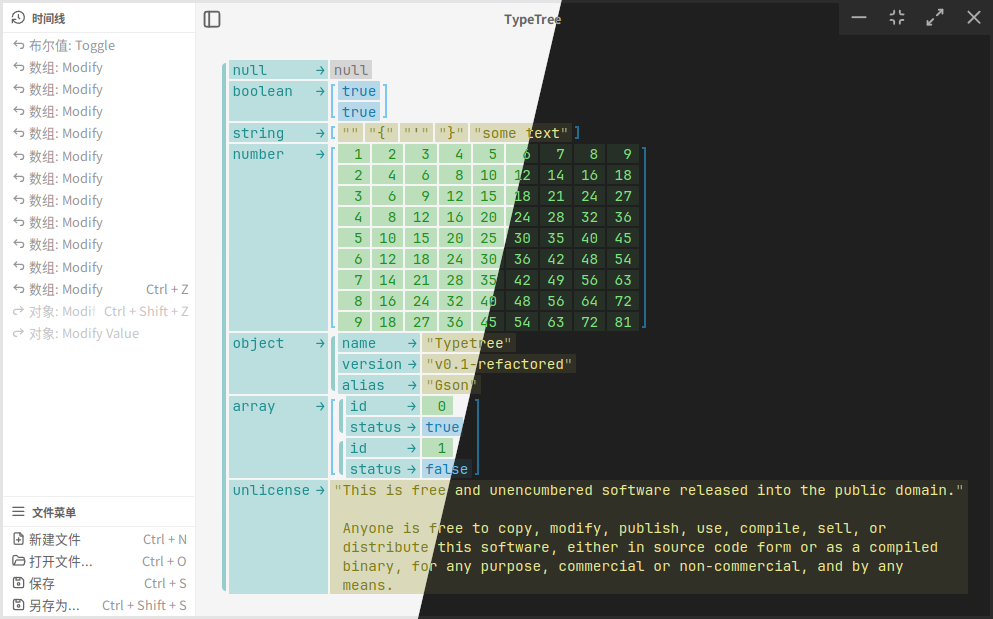 时间线
布尔值: Toggle
数组: Modify
数组: Modify
数组: Modify
数组: Modify
数组: Modify
数组: Modify
数组: Modify
数组: Modify
数组: Modify
数组: Modify
数组: Modify Ctrl + Z
对象: Modif Ctrl + Shift + Z
对象: Modify Value
文件菜单
新建文件 Ctrl + N
打开文件... Ctrl + O
保存 Ctrl + S
另存为... Ctrl + Shift + S
TypeTree
null → null
boolean → [ true
true ]
string → [ "" "{" "'" "}" "some text" ]
number → [ 1 2 3 4 5 6 7 8 9
2 4 6 8 10 12 14 16 18
3 6 9 12 15 18 21 24 27
4 8 12 16 20 24 28 32 36
5 10 15 20 25 30 35 40 45
6 12 18 24 30 36 42 48 54
7 14 21 28 35 42 49 56 63
8 16 24 32 40 48 56 64 72
9 18 27 36 45 54 63 72 81 ]
object → name → "Typetree"
version → "v0.1-refactored"
alias → "Gson"
array → [ id → 0
status → true
id → 1
status → false ]
unlicense → "This is free and unencumbered software released into the public domain."
Anyone is free to copy, modify, publish, use, compile, sell, or
distribute this software, either in source code form or as a compiled
binary, for any purpose, commercial or non-commercial, and by any
means.